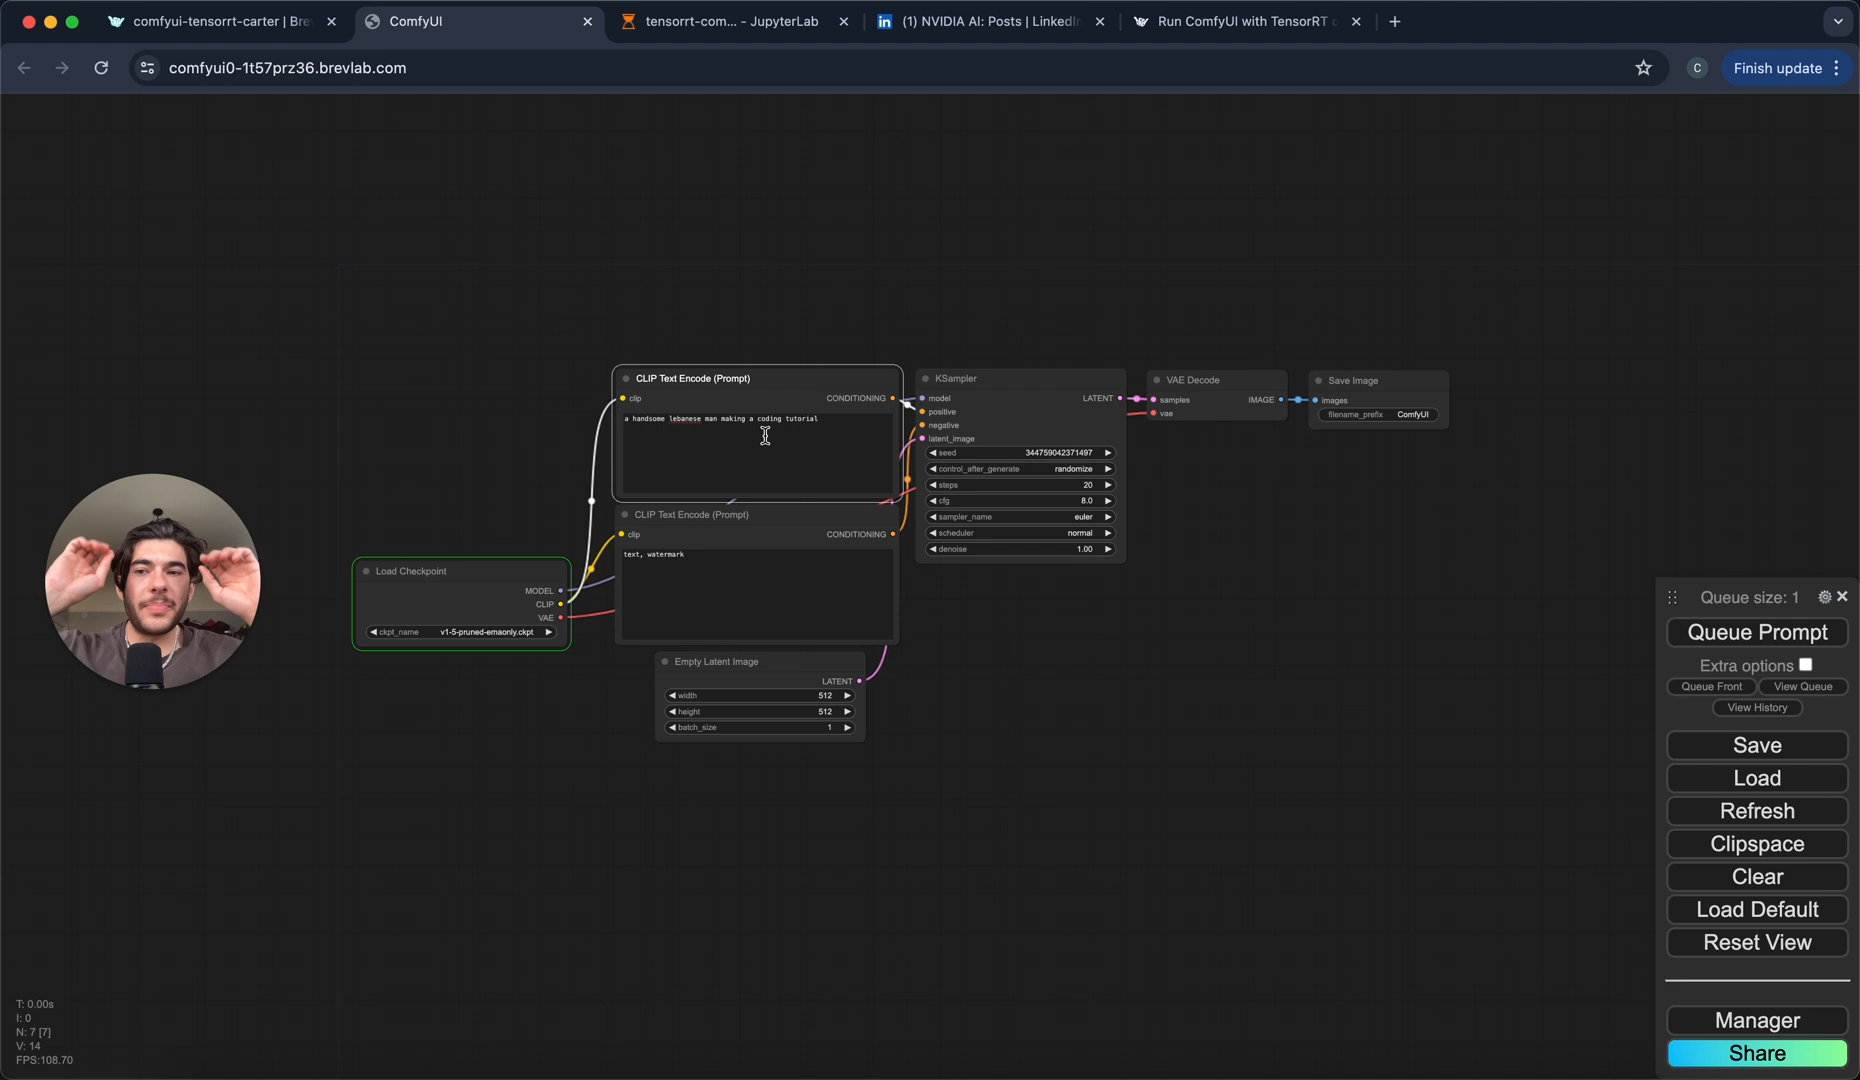 comfyui-tensorrt-carter | Bre
ComfyUI
tensorrt-com... - JupyterLab
(1) NVIDIA AI: Posts | LinkedIn
Run ComfyUI with TensorRT
comfyui0-1t57prz36.brevlab.com
C
Finish update
CLIP Text Encode (Prompt)
clip
CONDITIONING
a handsome lebanese man making a coding tutorial
CLIP Text Encode (Prompt)
clip
CONDITIONING
text, watermark
Load Checkpoint
MODEL
CLIP
VAE
ckpt_name v1-5-pruned-emaonly.ckpt
Empty Latent Image
LATENT
width 512
height 512
batch_size 1
KSampler
model
LATENT
positive
negative
latent_image
seed 344759042371497
control_after_generate randomize
steps 20
cfg 8.0
sampler_name euler
scheduler normal
denoise 1.00
VAE Decode
samples
IMAGE
vae
Save Image
images
filename_prefix ComfyUI
Queue size: 1
Queue Prompt
Extra options
Queue Front
View Queue
View History
Save
Load
Refresh
Clipspace
Clear
Load Default
Reset View
Manager
Share
T: 0.00s
I: 0
N: 7 [7]
V: 14
FPS:108.70